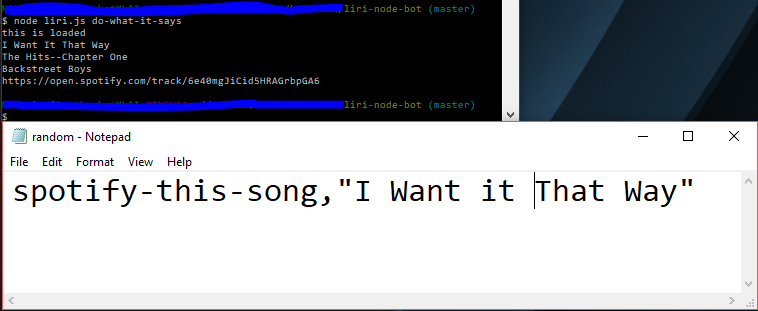 liri-node-bot (master)
$ node liri.js do-what-it-says
this is loaded
I Want It That Way
The Hits--Chapter One
Backstreet Boys
https://open.spotify.com/track/6e40mgJiCid5HRAGrbpGA6
liri-node-bot (master)
$
random - Notepad
File Edit Format View Help
spotify-this-song,"I Want it That Way"